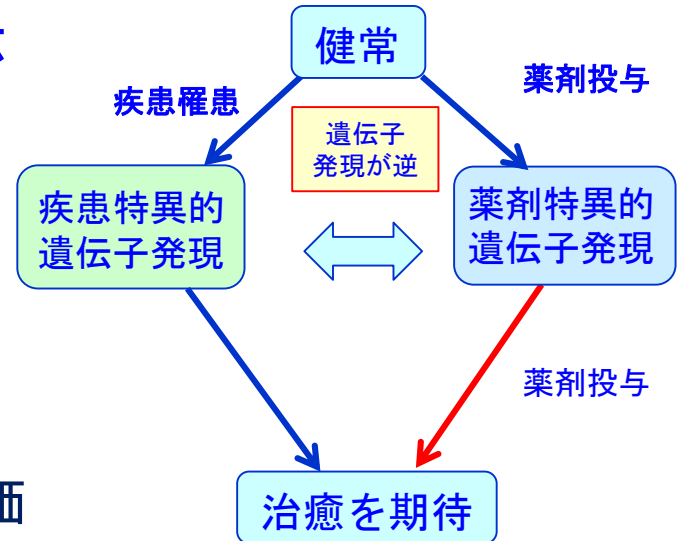 健常
疾患罹患
薬剤投与
遺伝子
発現が逆
疾患特異的
遺伝子発現
薬剤特異的
遺伝子発現
薬剤投与
治癒を期待
価